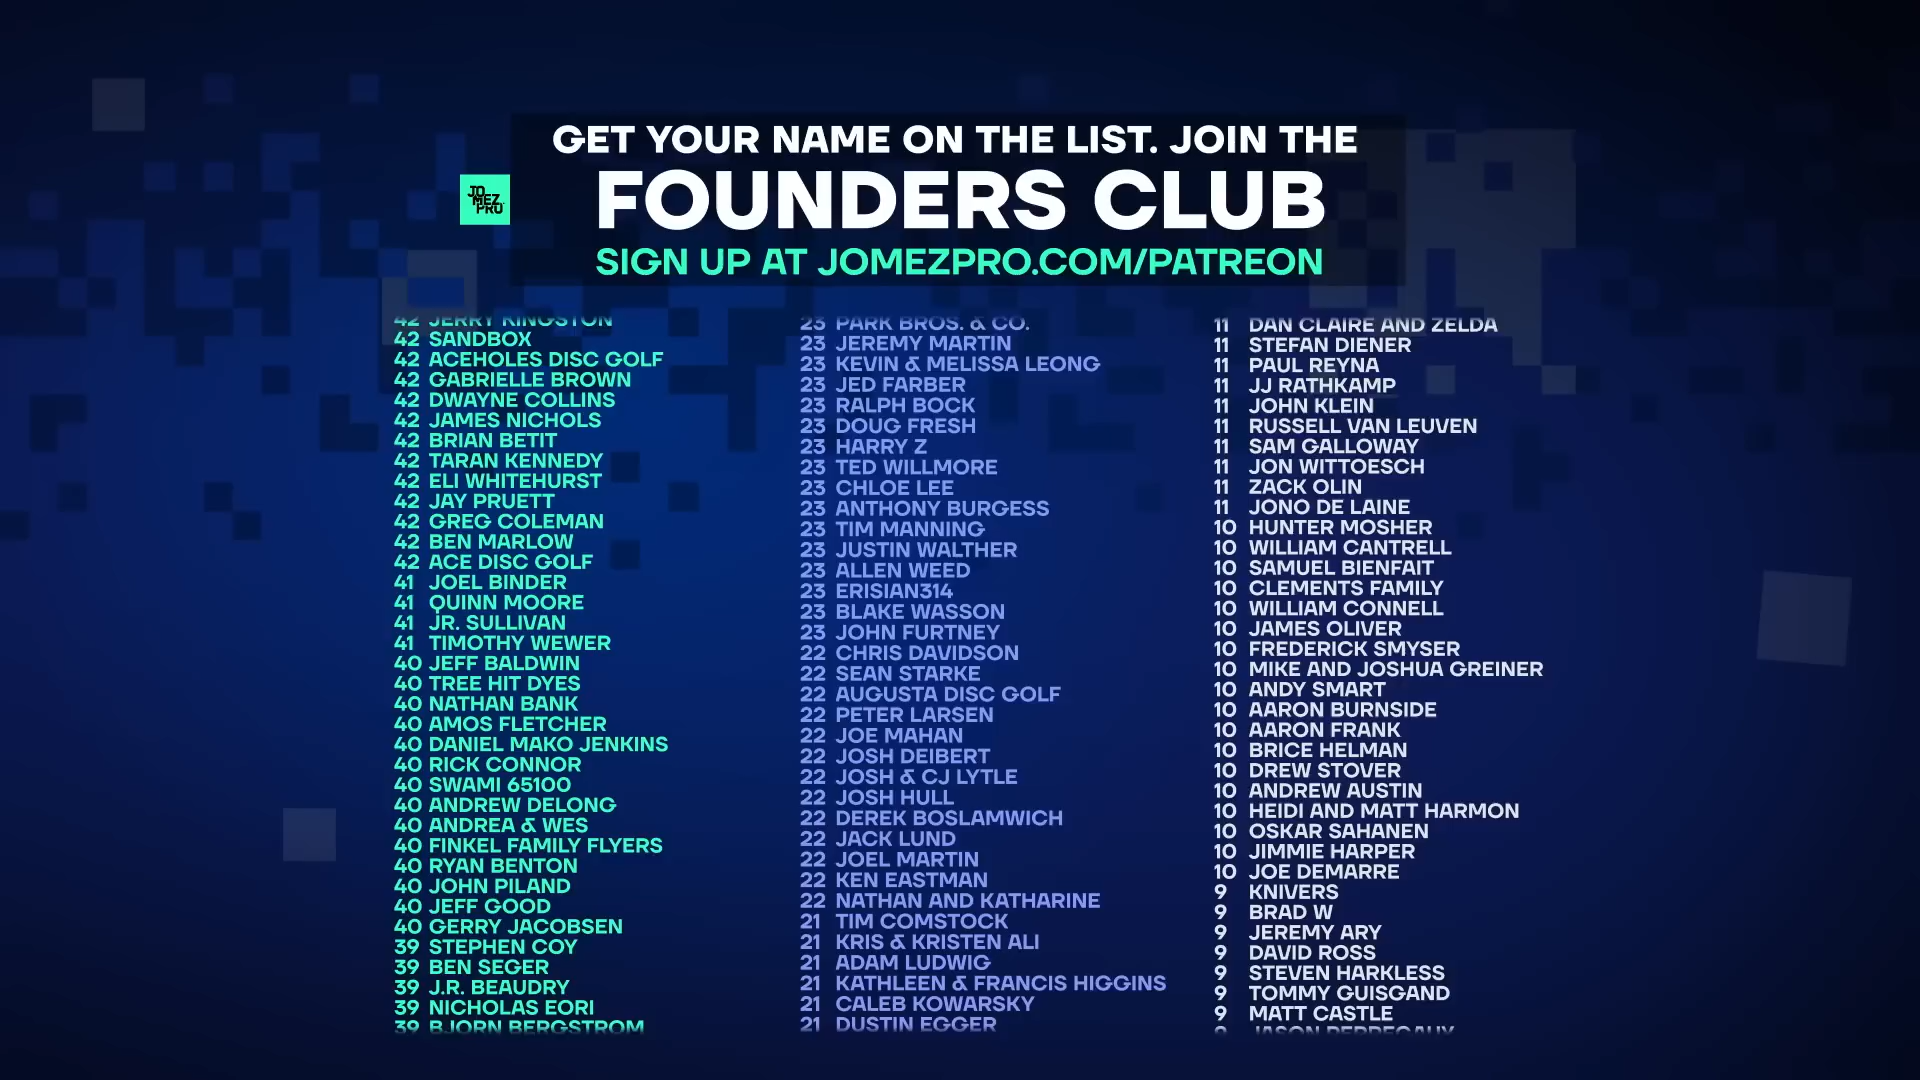 GET YOUR NAME ON THE LIST. JOIN THE
JOMEZ PRO
FOUNDERS CLUB
SIGN UP AT JOMEZPRO.COM/PATREON
42 JERRY KINGSTON
42 SANDBOX
42 ACEHOLES DISC GOLF
42 GABRIELLE BROWN
42 DWAYNE COLLINS
42 JAMES NICHOLS
42 BRIAN BETIT
42 TARAN KENNEDY
42 ELI WHITEHURST
42 JAY PRUETT
42 GREG COLEMAN
42 BEN MARLOW
42 ACE DISC GOLF
41 JOEL BINDER
41 QUINN MOORE
41 JR. SULLIVAN
41 TIMOTHY WEWER
40 JEFF BALDWIN
40 TREE HIT DYES
40 NATHAN BANK
40 AMOS FLETCHER
40 DANIEL MAKO JENKINS
40 RICK CONNOR
40 SWAMI 65100
40 ANDREW DELONG
40 ANDREA & WES
40 FINKEL FAMILY FLYERS
40 RYAN BENTON
40 JOHN PILAND
40 JEFF GOOD
40 GERRY JACOBSEN
39 STEPHEN COY
39 BEN SEGER
39 J.R. BEAUDRY
39 NICHOLAS EORI
39 BJORN BERGSTROM
23 PARK BROS. & CO.
23 JEREMY MARTIN
23 KEVIN & MELISSA LEONG
23 JED FARBER
23 RALPH BOCK
23 DOUG FRESH
23 HARRY Z
23 TED WILLMORE
23 CHLOE LEE
23 ANTHONY BURGESS
23 TIM MANNING
23 JUSTIN WALTHER
23 ALLEN WEED
23 ERISIAN314
23 BLAKE WASSON
23 JOHN FURTNEY
22 CHRIS DAVIDSON
22 SEAN STARKE
22 AUGUSTA DISC GOLF
22 PETER LARSEN
22 JOE MAHAN
22 JOSH DEIBERT
22 JOSH & CJ LYTLE
22 JOSH HULL
22 DEREK BOSLAMWICH
22 JACK LUND
22 JOEL MARTIN
22 KEN EASTMAN
22 NATHAN AND KATHARINE
21 TIM COMSTOCK
21 KRIS & KRISTEN ALI
21 ADAM LUDWIG
21 KATHLEEN & FRANCIS HIGGINS
21 CALEB KOWARSKY
21 DUSTIN EGGER
11 DAN CLAIRE AND ZELDA
11 STEFAN DIENER
11 PAUL REYNA
11 JJ RATHKAMP
11 JOHN KLEIN
11 RUSSELL VAN LEUVEN
11 SAM GALLOWAY
11 JON WITTOESCH
11 ZACK OLIN
11 JONO DE LAINE
10 HUNTER MOSHER
10 WILLIAM CANTRELL
10 SAMUEL BIENFAIT
10 CLEMENTS FAMILY
10 WILLIAM CONNELL
10 JAMES OLIVER
10 FREDERICK SMYSER
10 MIKE AND JOSHUA GREINER
10 ANDY SMART
10 AARON BURNSIDE
10 AARON FRANK
10 BRICE HELMAN
10 DREW STOVER
10 ANDREW AUSTIN
10 HEIDI AND MATT HARMON
10 OSKAR SAHANEN
10 JIMMIE HARPER
10 JOE DEMARRE
9 KNIVERS
9 BRAD W
9 JEREMY ARY
9 DAVID ROSS
9 STEVEN HARKLESS
9 TOMMY GUISGAND
9 MATT CASTLE
9 JASON